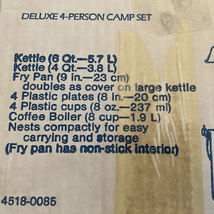 DELUXE 4-PERSON CAMP SET
Kettle (6 Qt.—5.7 L)
Kettle (4 Qt.—3.8 L)
Fry Pan (9 in.—23 cm)
doubles as cover on large kettle
4 Plastic plates (8 in.—20 cm)
4 Plastic cups (8 oz.—237 ml)
Coffee Boiler (8 cup—1.9 L)
Nests compactly for easy
carrying and storage
(Fry pan has non-stick interior)
4518-0085